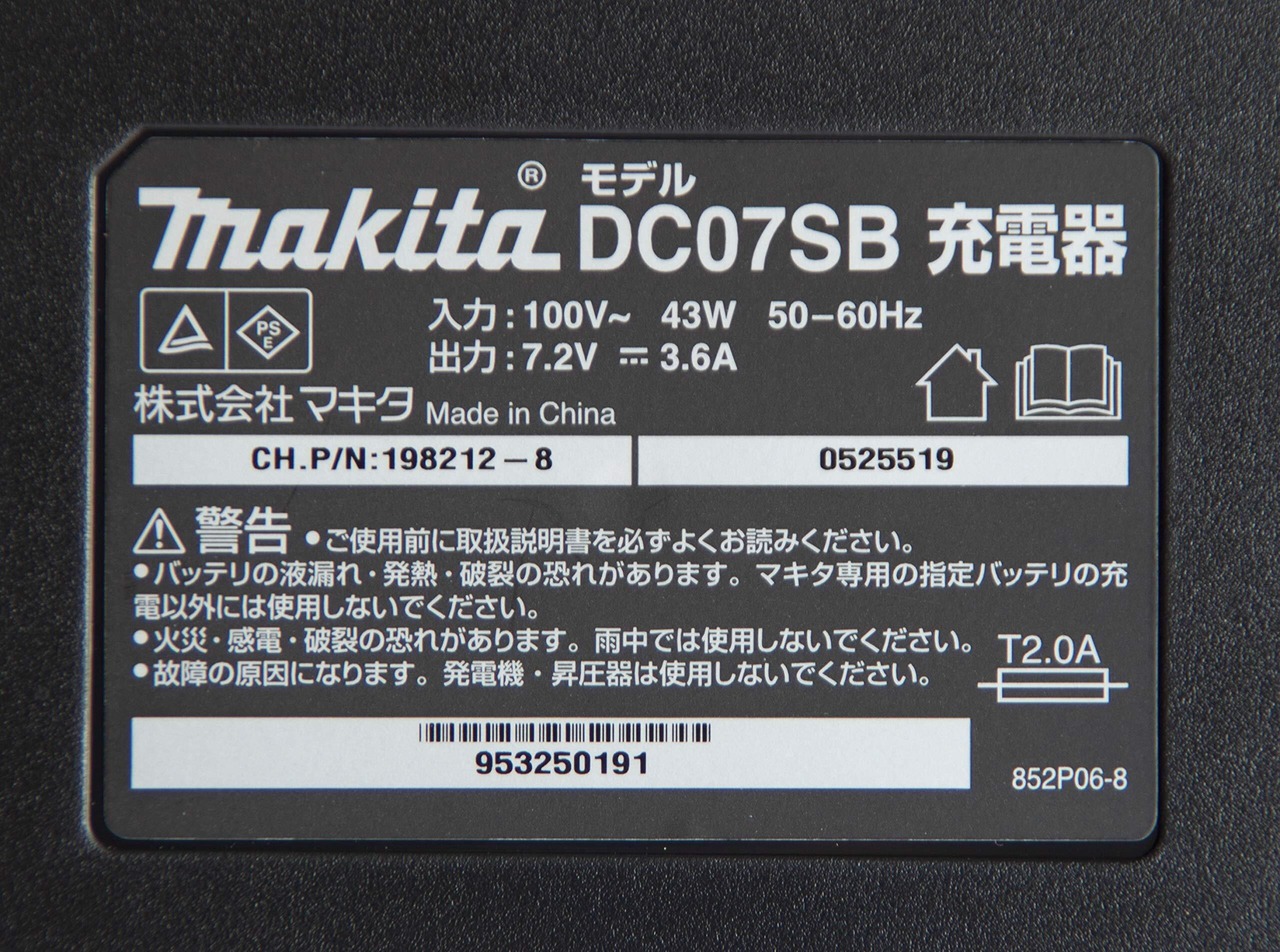 makita® モデル DC07SB 充電器
PS E
入力:100V~ 43W 50−60Hz
出力:7.2V ⎓ 3.6A
株式会社マキタ Made in China
CH.P/N:198212−8 0525519
⚠警告 •ご使用前に取扱説明書を必ずよくお読みください。
•バッテリの液漏れ・発熱・破裂の恐れがあります。マキタ専用の指定バッテリの充
電以外には使用しないでください。
•火災・感電・破裂の恐れがあります。雨中では使用しないでください。
•故障の原因になります。発電機・昇圧器は使用しないでください。
T2.0A
953250191
852P06-8